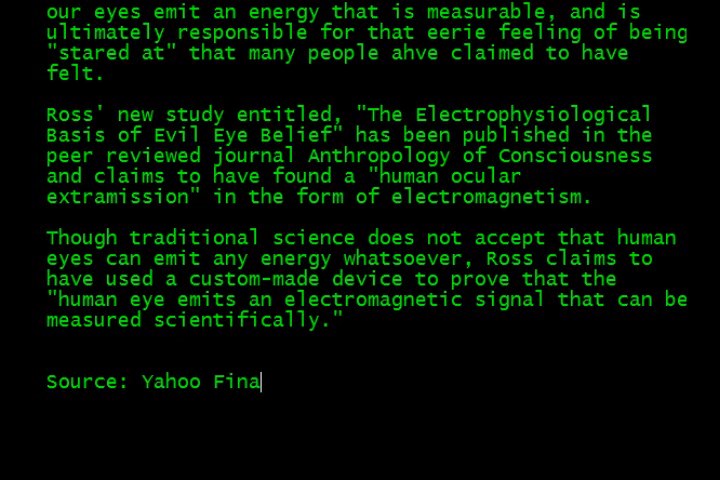 our eyes emit an energy that is measurable, and is
ultimately responsible for that eerie feeling of being
"stared at" that many people ahve claimed to have
felt.
Ross' new study entitled, "The Electrophysiological
Basis of Evil Eye Belief" has been published in the
peer reviewed journal Anthropology of Consciousness
and claims to have found a "human ocular
extramission" in the form of electromagnetism.
Though traditional science does not accept that human
eyes can emit any energy whatsoever, Ross claims to
have used a custom-made device to prove that the
"human eye emits an electromagnetic signal that can be
measured scientifically."
Source: Yahoo Fina